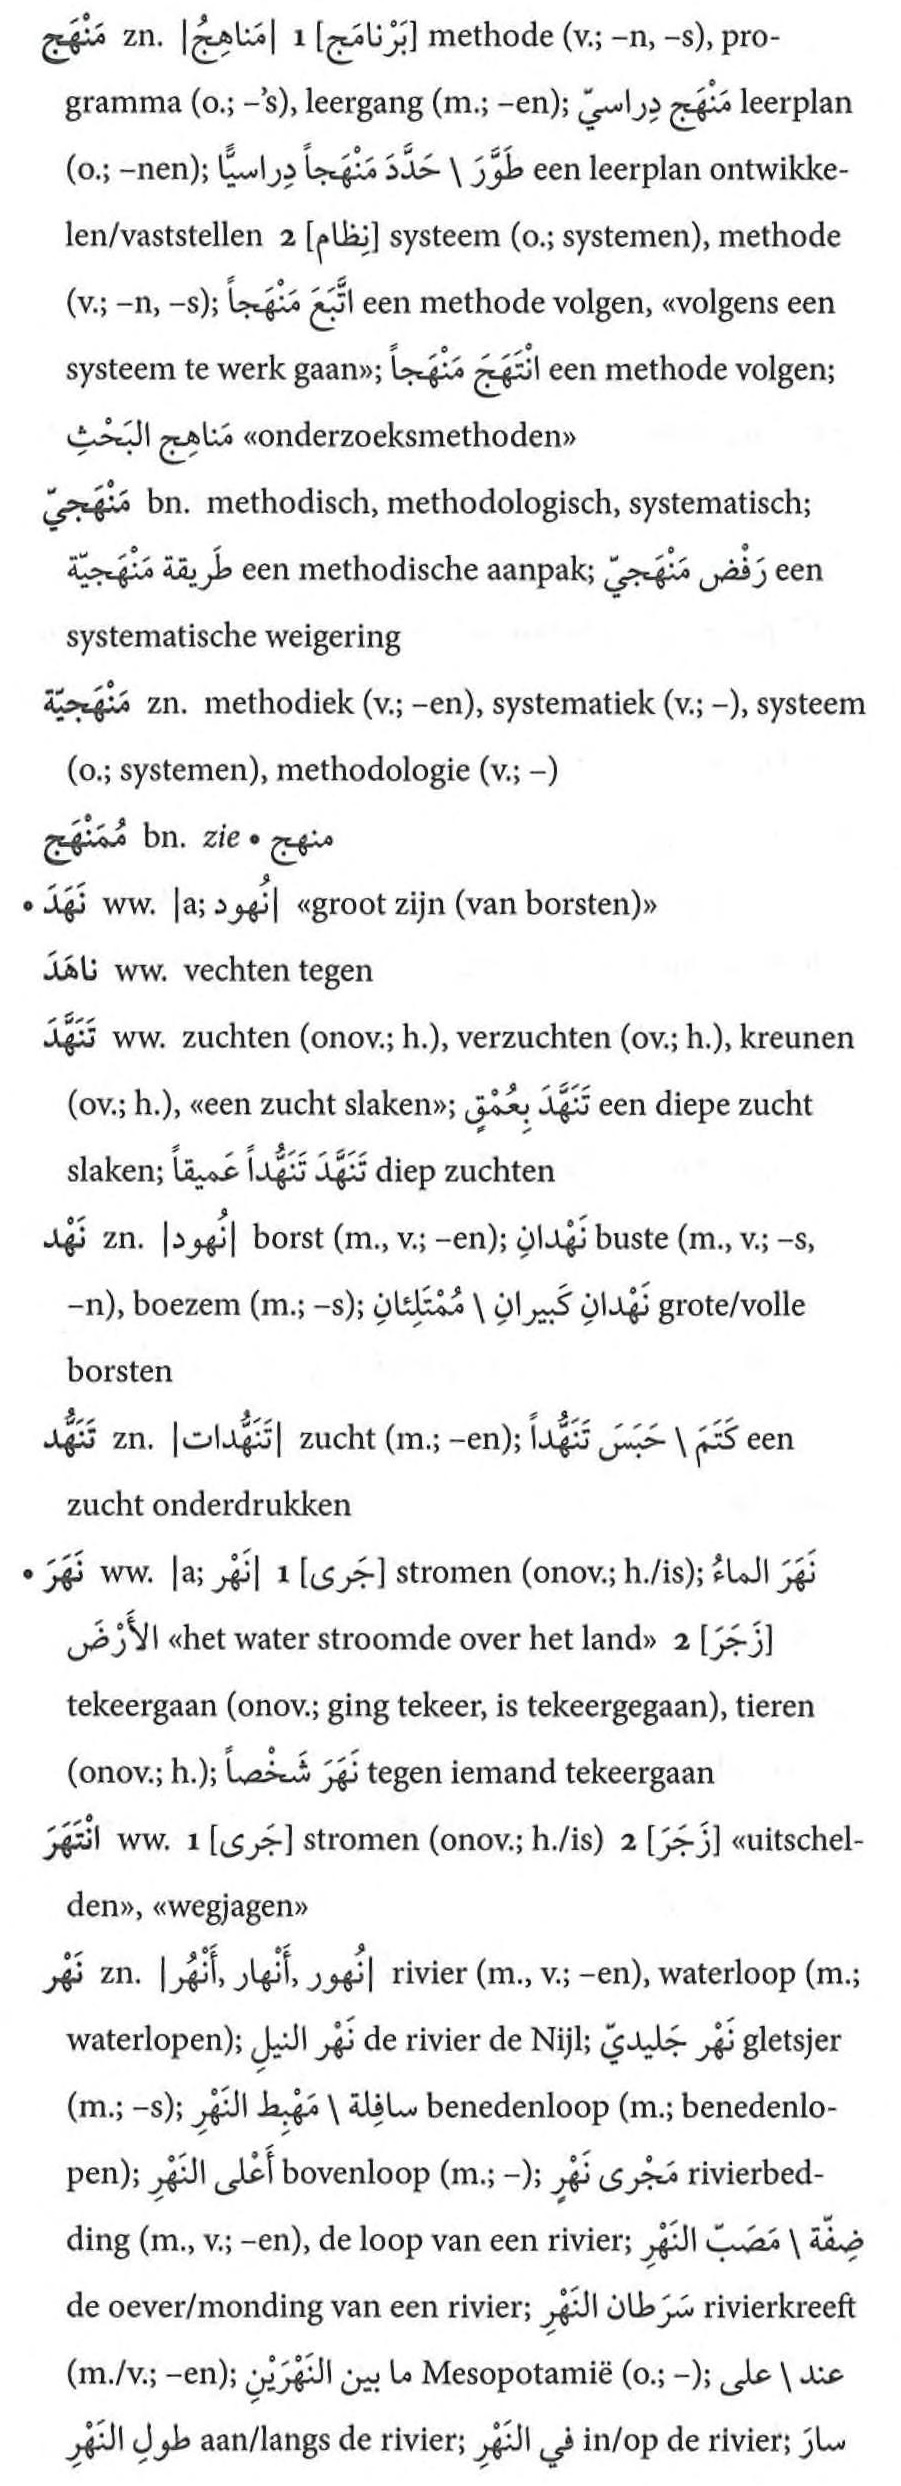 مَنْهَج zn. |مَناهِجُ| 1 [بَرْنامَج] methode (v.; –n, –s), pro-
gramma (o.; –’s), leergang (m.; –en); مَنْهَج دِراسيّ leerplan
(o.; –nen); طَوَّرَ \ حَدَّدَ مَنْهَجاً دِراسيًّا een leerplan ontwikke-
len/vaststellen 2 [نِظام] systeem (o.; systemen), methode
(v.; –n, –s); اتَّبَعَ مَنْهَجاً een methode volgen, «volgens een
systeem te werk gaan»; انْتَهَجَ مَنْهَجاً een methode volgen;
مَناهِج البَحْثِ «onderzoeksmethoden»
مَنْهَجيّ bn. methodisch, methodologisch, systematisch;
طَريقة مَنْهَجيّة een methodische aanpak; رَفْض مَنْهَجيّ een
systematische weigering
مَنْهَجيّة zn. methodiek (v.; –en), systematiek (v.; –), systeem
(o.; systemen), methodologie (v.; –)
مُمَنْهَج bn. zie • منهج
• نَهَدَ ww. |a; نُهود| «groot zijn (van borsten)»
ناهَدَ ww. vechten tegen
تَنَهَّدَ ww. zuchten (onov.; h.), verzuchten (ov.; h.), kreunen
(ov.; h.), «een zucht slaken»; تَنَهَّدَ بِعُمْقٍ een diepe zucht
slaken; تَنَهَّدَ تَنَهُّداً عَميقاً diep zuchten
نَهْد zn. |نُهود| borst (m., v.; –en); نَهْدانِ buste (m., v.; –s,
–n), boezem (m.; –s); نَهْدانِ كَبيرانِ \ مُمْتَلِئانِ grote/volle
borsten
تَنَهُّد zn. |تَنَهُّدات| zucht (m.; –en); كَتَمَ \ حَبَسَ تَنَهُّداً een
zucht onderdrukken
• نَهَرَ ww. |a; نَهْر| 1 [جَرى] stromen (onov.; h./is); نَهَرَ الماءُ
الأَرْضَ «het water stroomde over het land» 2 [زَجَرَ]
tekeergaan (onov.; ging tekeer, is tekeergegaan), tieren
(onov.; h.); نَهَرَ شَخْصاً tegen iemand tekeergaan
انْتَهَرَ ww. 1 [جَرى] stromen (onov.; h./is) 2 [زَجَرَ] «uitschel-
den», «wegjagen»
نَهْر zn. |نُهور, أَنْهار, أَنْهُر| rivier (m., v.; –en), waterloop (m.;
waterlopen); نَهْر النيلِ de rivier de Nijl; نَهْر جَليديّ gletsjer
(m.; –s); سافِلة \ مَهْبِط النَهْرِ benedenloop (m.; benedenlo-
pen); أَعْلى النَهْرِ bovenloop (m.; –); مَجْرى نَهْرٍ rivierbed-
ding (m., v.; –en), de loop van een rivier; ضِفّة \ مَصَبّ النَهْرِ
de oever/monding van een rivier; سَرَطان النَهْرِ rivierkreeft
(m./v.; –en); ما بين النَهْرَيْنِ Mesopotamië (o.; –); عند \ على
طولِ النَهْرِ aan/langs de rivier; في النَهْرِ in/op de rivier; سارَ